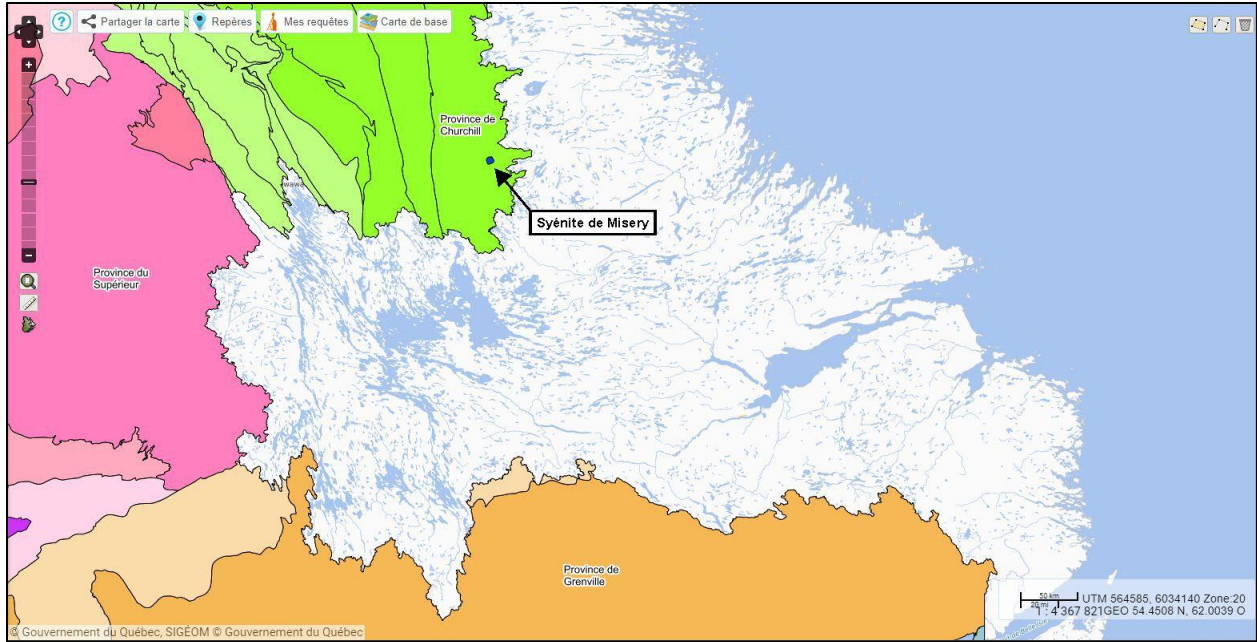 ? Partager la carte Repères Mes requêtes Carte de base
Province de
Churchill
wawa
Syénite de Misery
Province du
Supérieur
Province de
Grenville
50 km
20 mi
UTM 564585, 6034140 Zone:20
1 : 4 367 821GEO 54.4508 N, 62.0039 O
© Gouvernement du Québec, SIGÉOM © Gouvernement du Québec